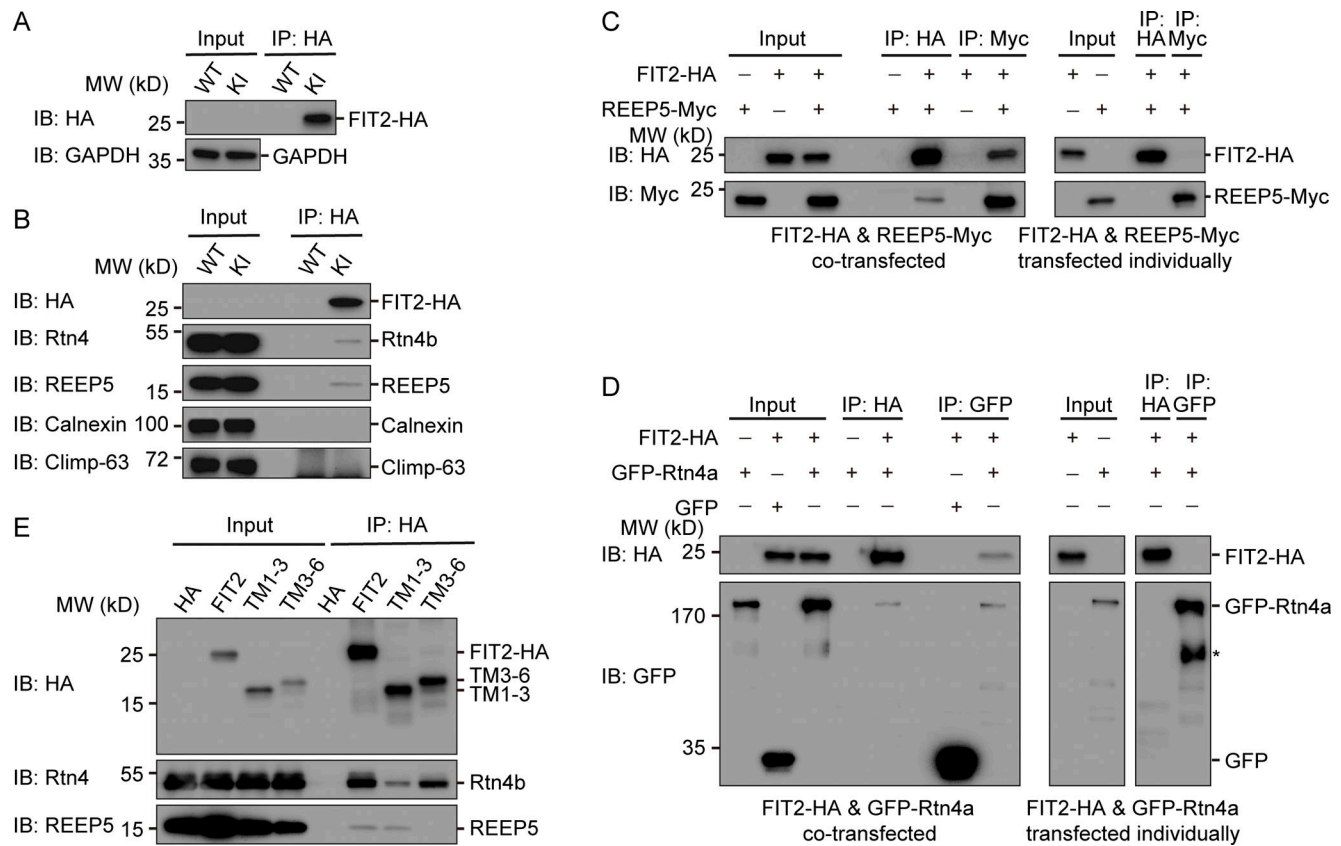 A
Input IP: HA
MW (kD) WT KI WT KI
IB: HA 25 FIT2-HA
IB: GAPDH 35 GAPDH
B
Input IP: HA
MW (kD) WT KI WT KI
IB: HA 25 FIT2-HA
IB: Rtn4 55 Rtn4b
IB: REEP5 15 REEP5
IB: Calnexin 100 Calnexin
IB: Climp-63 72 Climp-63
C
Input IP: HA IP: Myc Input IP: HA IP: Myc
FIT2-HA – + + – + + + + – + +
REEP5-Myc + – + + + – + – + + +
MW (kD)
IB: HA 25 FIT2-HA
IB: Myc 25 REEP5-Myc
FIT2-HA & REEP5-Myc FIT2-HA & REEP5-Myc
co-transfected transfected individually
D
Input IP: HA IP: GFP Input IP: HA IP: GFP
FIT2-HA – + + – + + + + – + +
GFP-Rtn4a + – + + + – + – + + +
GFP – + – – – + – – – – –
MW (kD)
IB: HA 25 FIT2-HA
170 GFP-Rtn4a
*
IB: GFP
35 GFP
FIT2-HA & GFP-Rtn4a FIT2-HA & GFP-Rtn4a
co-transfected transfected individually
E
Input IP: HA
MW (kD) HA FIT2 TM1-3 TM3-6 HA FIT2 TM1-3 TM3-6
25 FIT2-HA
IB: HA TM3-6
15 TM1-3
IB: Rtn4 55 Rtn4b
IB: REEP5 15 REEP5